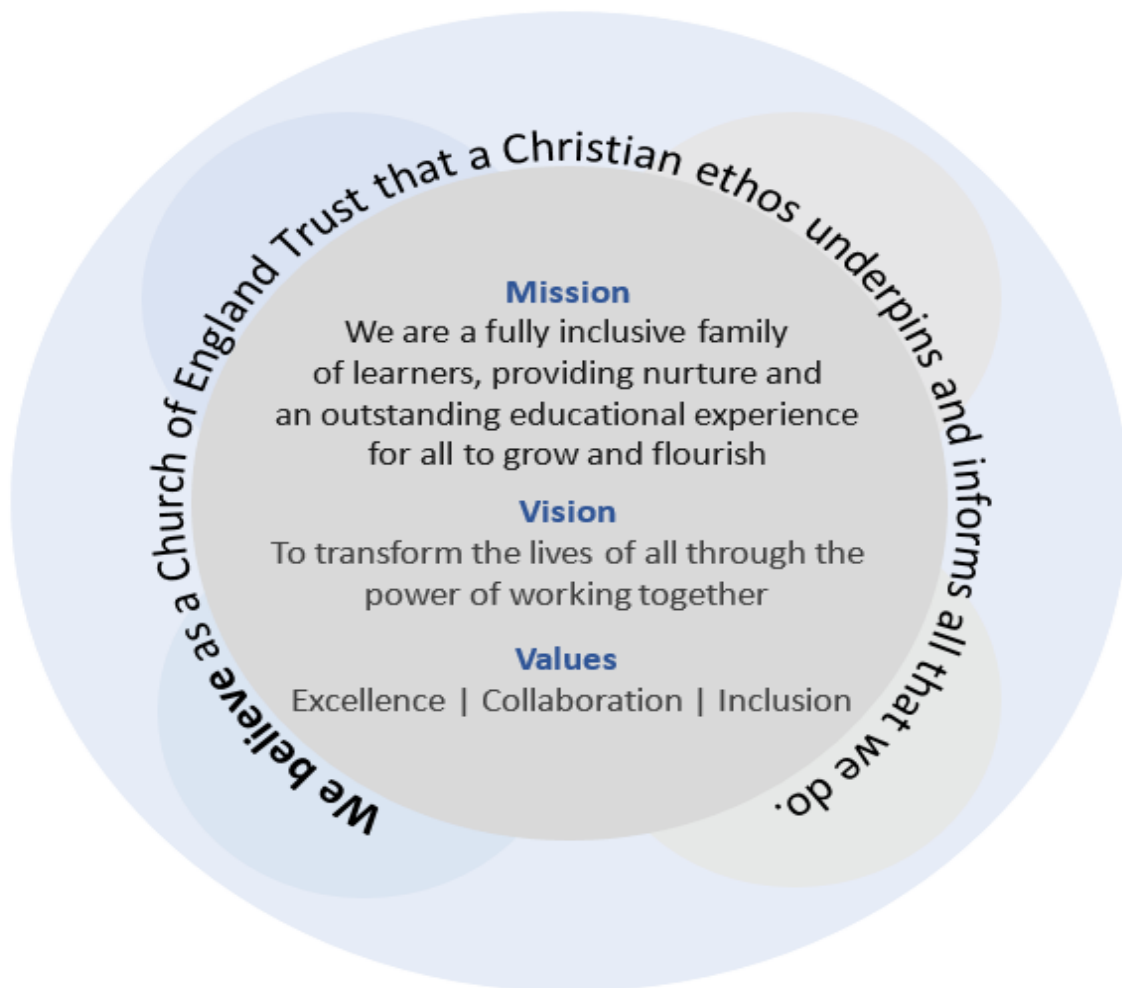 We believe as a Church of England Trust that a Christian ethos underpins and informs all that we do.
Mission
We are a fully inclusive family
of learners, providing nurture and
an outstanding educational experience
for all to grow and flourish
Vision
To transform the lives of all through the
power of working together
Values
Excellence | Collaboration | Inclusion